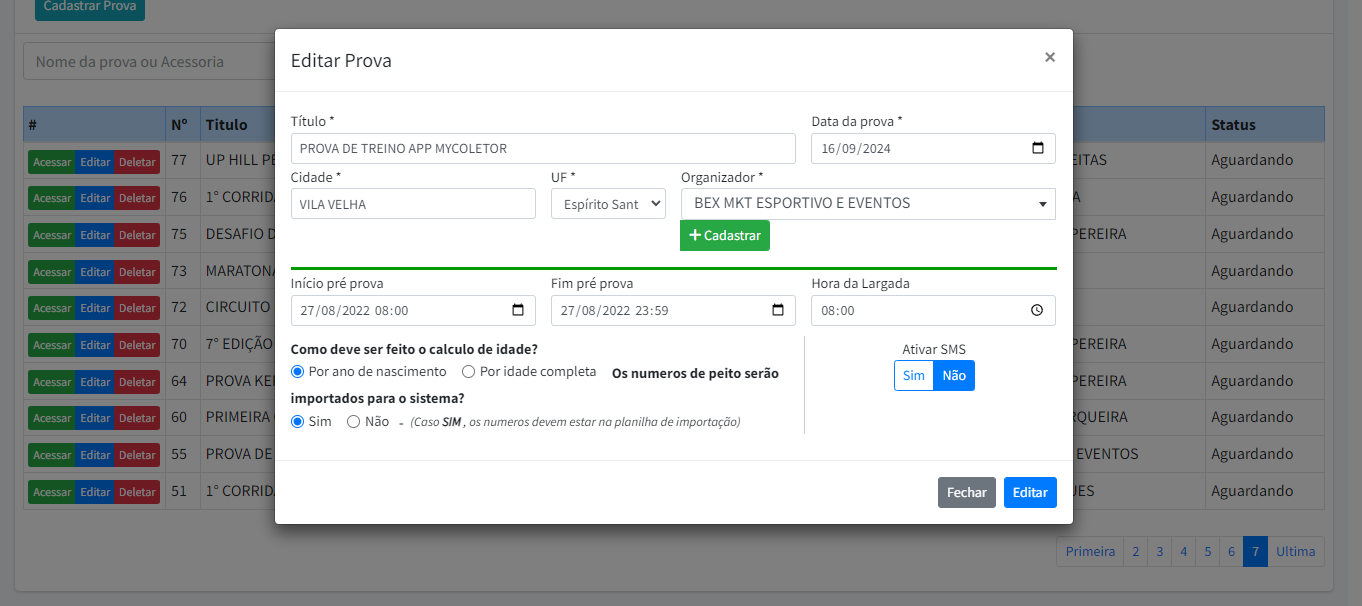 Cadastrar Prova
Nome da prova ou Acessoria
# Nº Titulo Status
Acessar Editar Deletar 77 UP HILL EITAS Aguardando
Acessar Editar Deletar 76 1° CORRID A Aguardando
Acessar Editar Deletar 75 DESAFIO PEREIRA Aguardando
Acessar Editar Deletar 73 MARATONA Aguardando
Acessar Editar Deletar 72 CIRCUITO Aguardando
Acessar Editar Deletar 70 7° EDIÇÃO PEREIRA Aguardando
Acessar Editar Deletar 64 PROVA KE PEREIRA Aguardando
Acessar Editar Deletar 60 PRIMEIRA RQUEIRA Aguardando
Acessar Editar Deletar 55 PROVA DE EVENTOS Aguardando
Acessar Editar Deletar 51 1° CORRID UES Aguardando
Primeira 2 3 4 5 6 7 Ultima
Editar Prova ×
Título * Data da prova *
PROVA DE TREINO APP MYCOLETOR 16/09/2024
Cidade * UF * Organizador *
VILA VELHA Espírito Sant BEX MKT ESPORTIVO E EVENTOS
+ Cadastrar
Início pré prova Fim pré prova Hora da Largada
27/08/2022 08:00 27/08/2022 23:59 08:00
Como deve ser feito o calculo de idade? Ativar SMS
Por ano de nascimento Por idade completa Os numeros de peito serão Sim Não
importados para o sistema?
Sim Não - (Caso SIM , os numeros devem estar na planilha de importação)
Fechar Editar